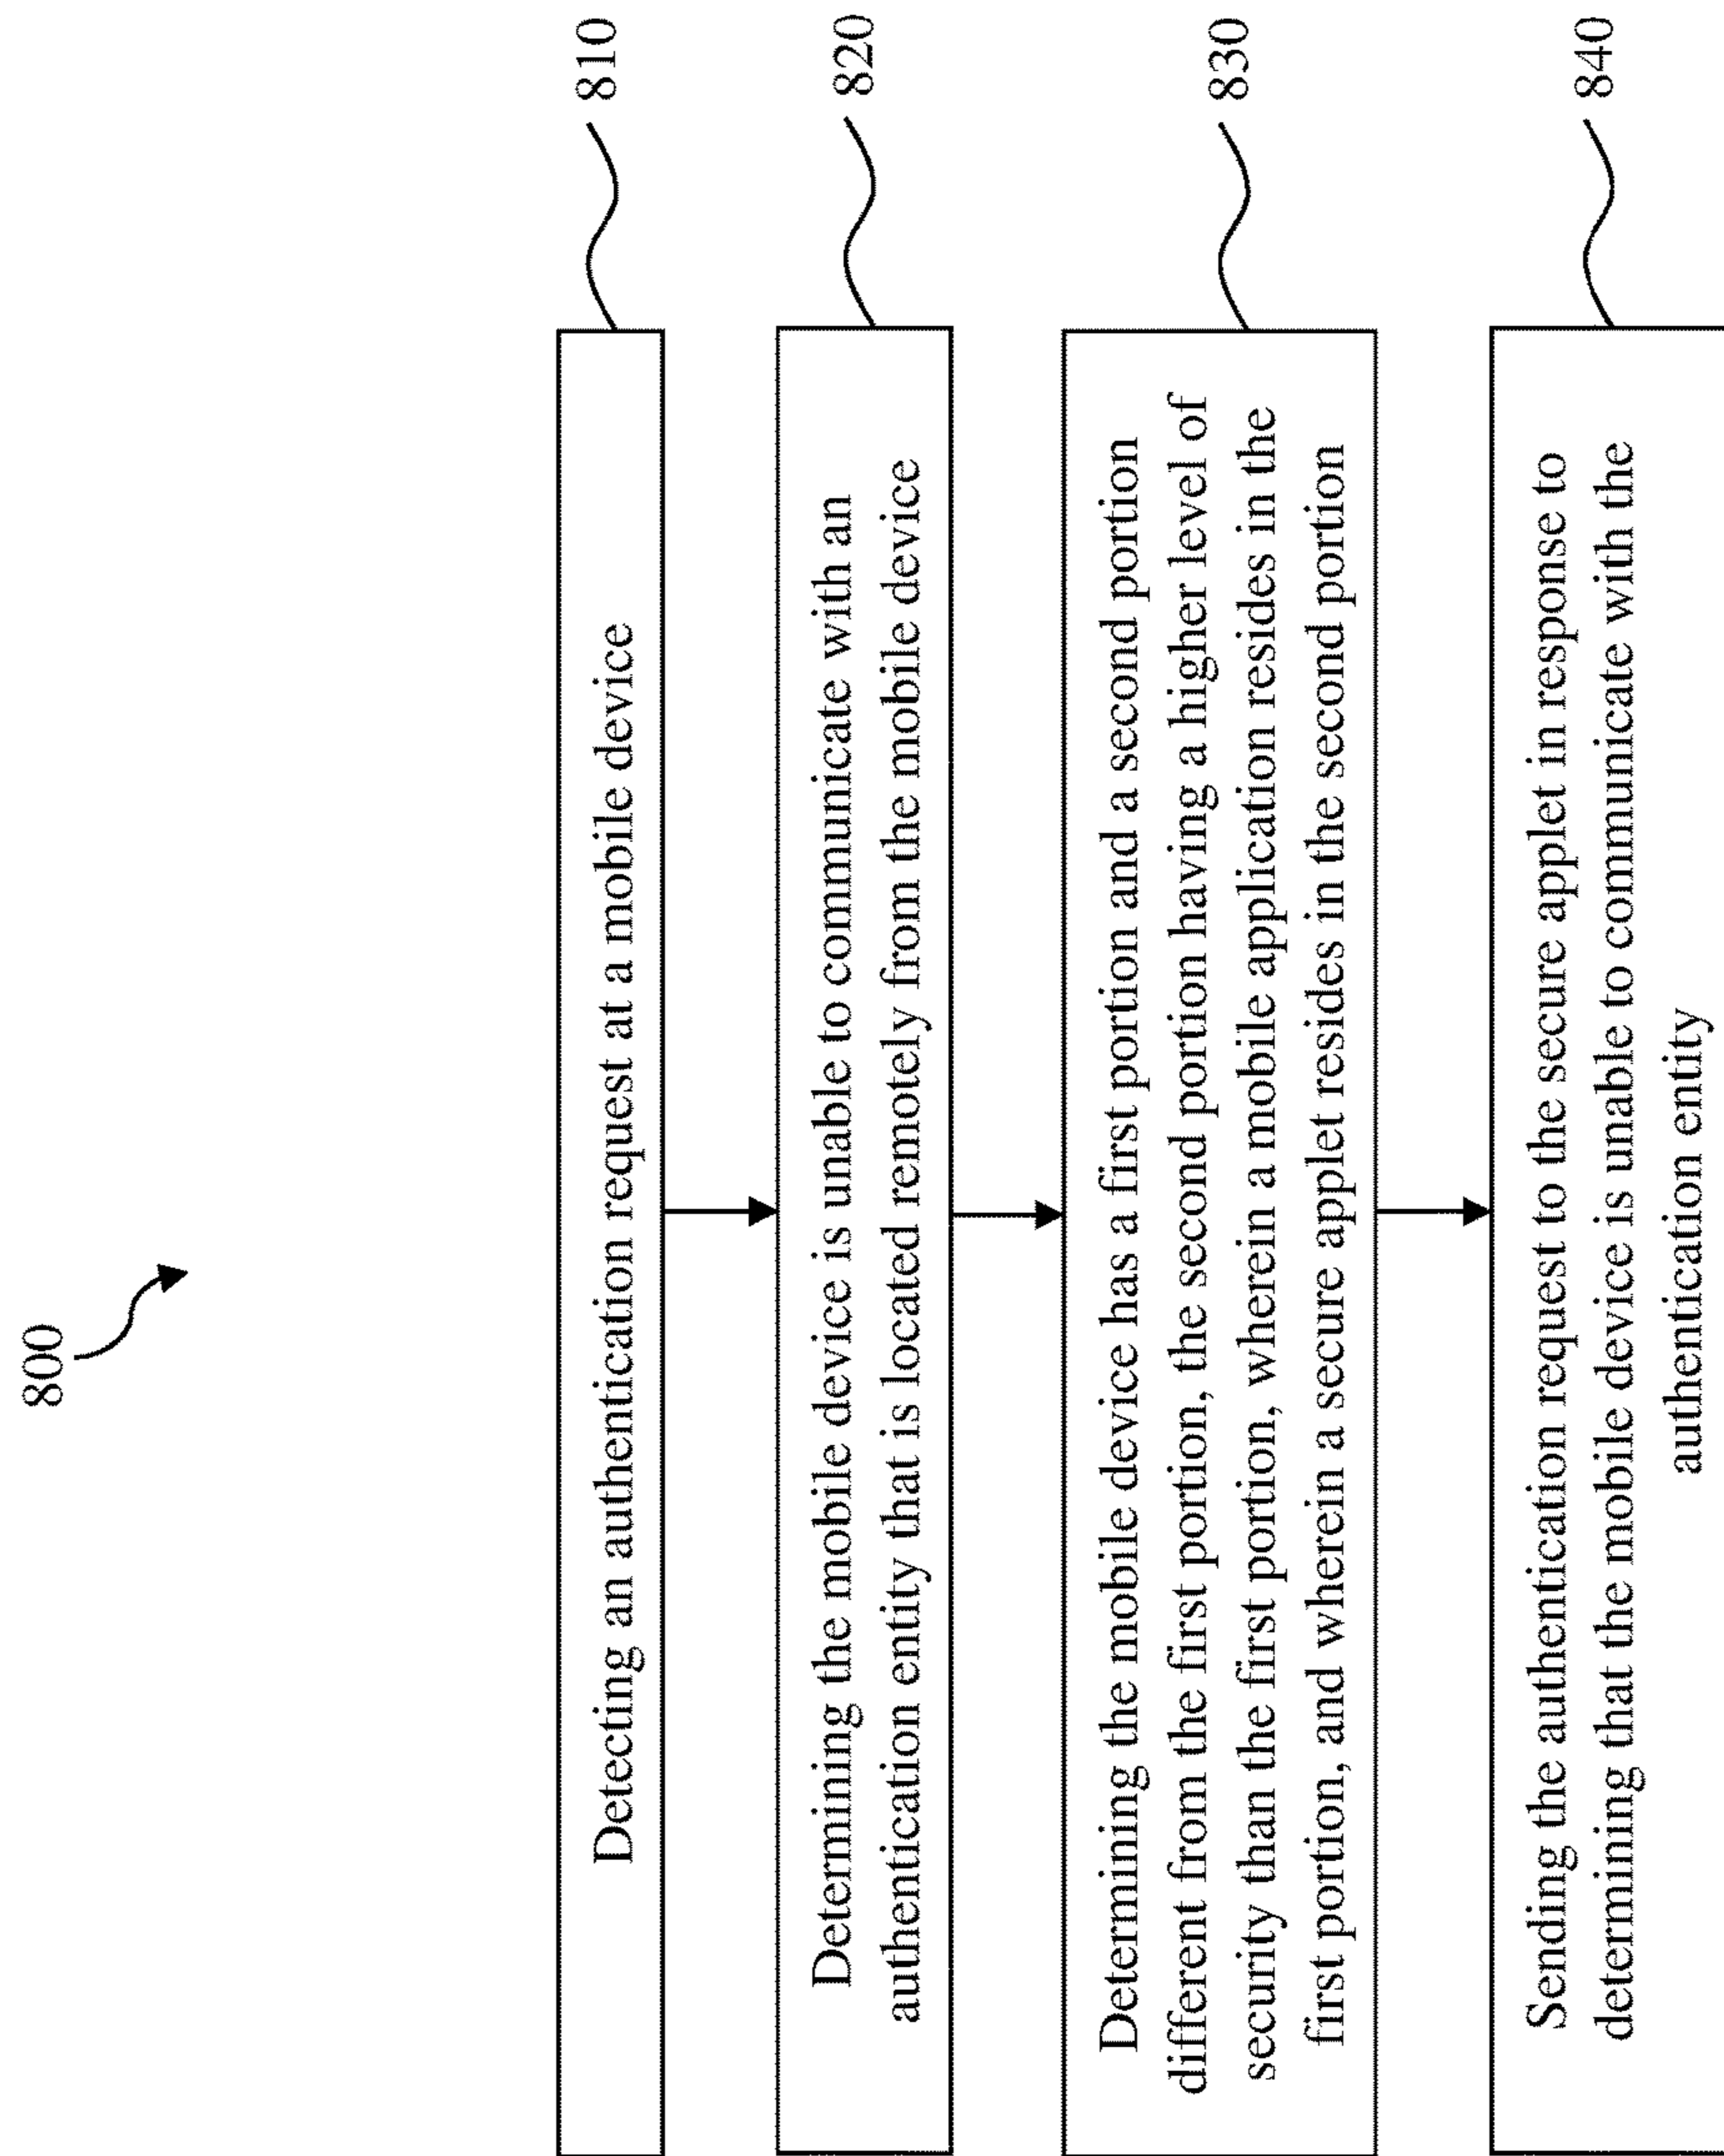 800
Detecting an authentication request at a mobile device
810
Determining the mobile device is unable to communicate with an
authentication entity that is located remotely from the mobile device
820
Determining the mobile device has a first portion and a second portion
different from the first portion, the second portion having a higher level of
security than the first portion, wherein a mobile application resides in the
first portion, and wherein a secure applet resides in the second portion
830
Sending the authentication request to the secure applet in response to
determining that the mobile device is unable to communicate with the
authentication entity
840